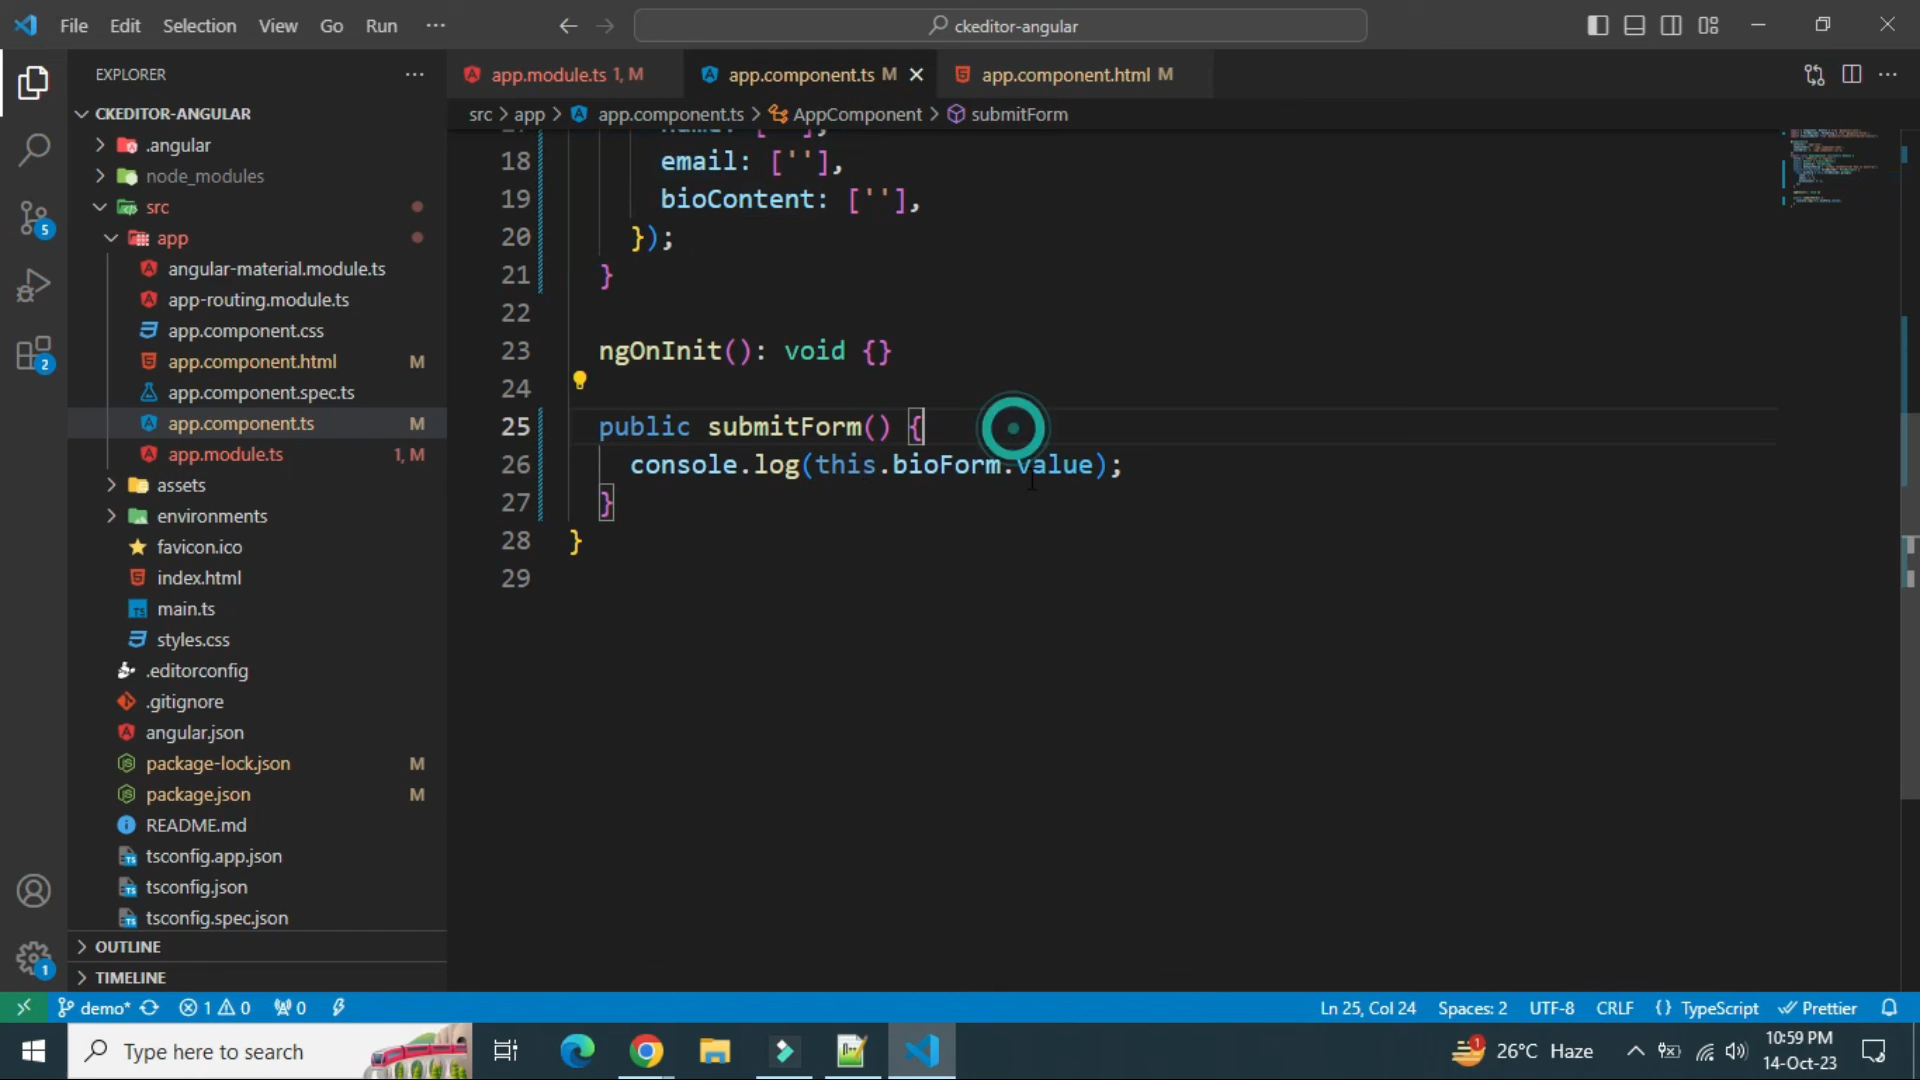 File Edit Selection View Go Run ···
ckeditor-angular
EXPLORER
CKEDITOR-ANGULAR
.angular
node_modules
src
app
angular-material.module.ts
app-routing.module.ts
app.component.css
app.component.html M
app.component.spec.ts
app.component.ts M
app.module.ts 1, M
assets
environments
favicon.ico
index.html
main.ts
styles.css
.editorconfig
.gitignore
angular.json
package-lock.json M
package.json M
README.md
tsconfig.app.json
tsconfig.json
tsconfig.spec.json
OUTLINE
TIMELINE
5
2
1
app.module.ts 1, M
app.component.ts M
app.component.html M
src > app > app.component.ts > AppComponent > submitForm
18 email: [''],
19 bioContent: [''],
20 });
21 }
22
23 ngOnInit(): void {}
24
25 public submitForm() {
26 console.log(this.bioForm.value);
27 }
28 }
29
demo* 1 0 0
Ln 25, Col 24 Spaces: 2 UTF-8 CRLF {} TypeScript Prettier
Type here to search
1
26°C Haze
10:59 PM
14-Oct-23